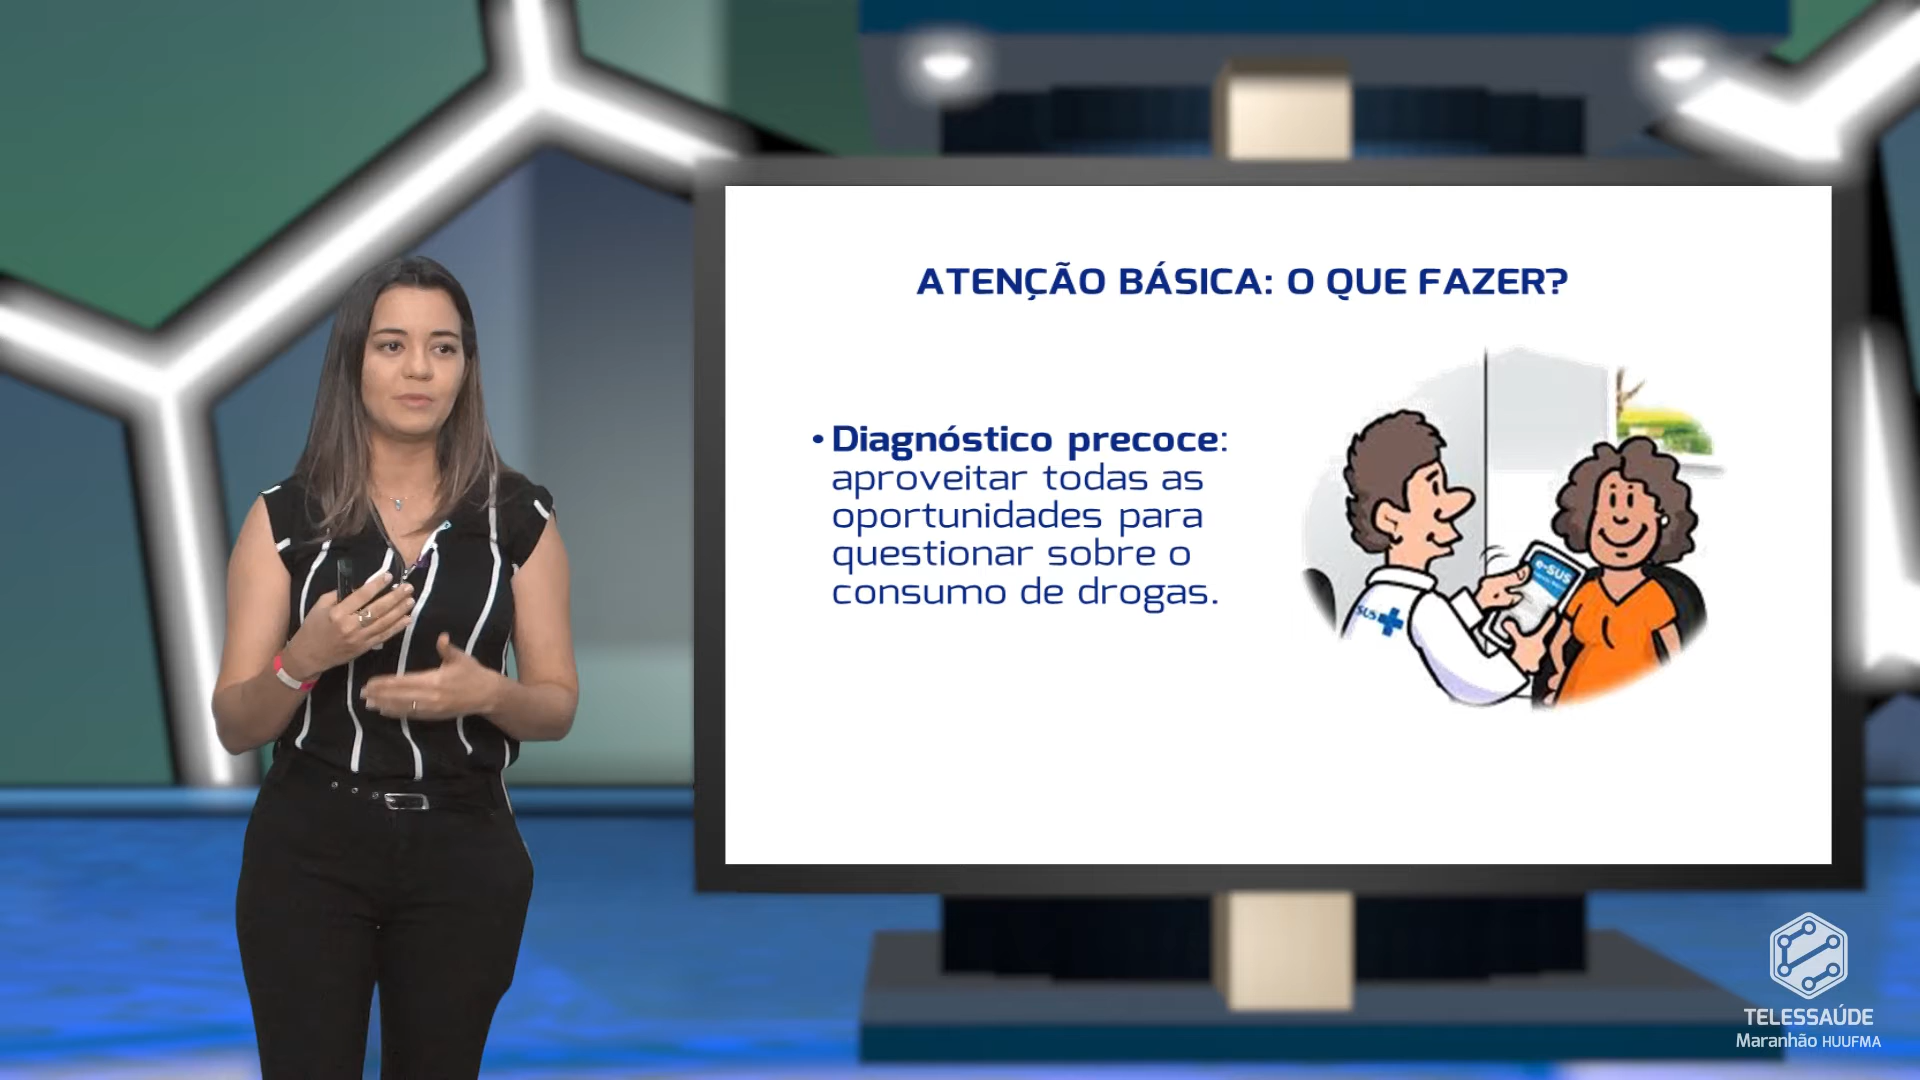 ATENÇÃO BÁSICA: O QUE FAZER?
• Diagnóstico precoce:
aproveitar todas as
oportunidades para
questionar sobre o
consumo de drogas.
e-SUS
SUS
TELESSAÚDE
Maranhão HUUFMA